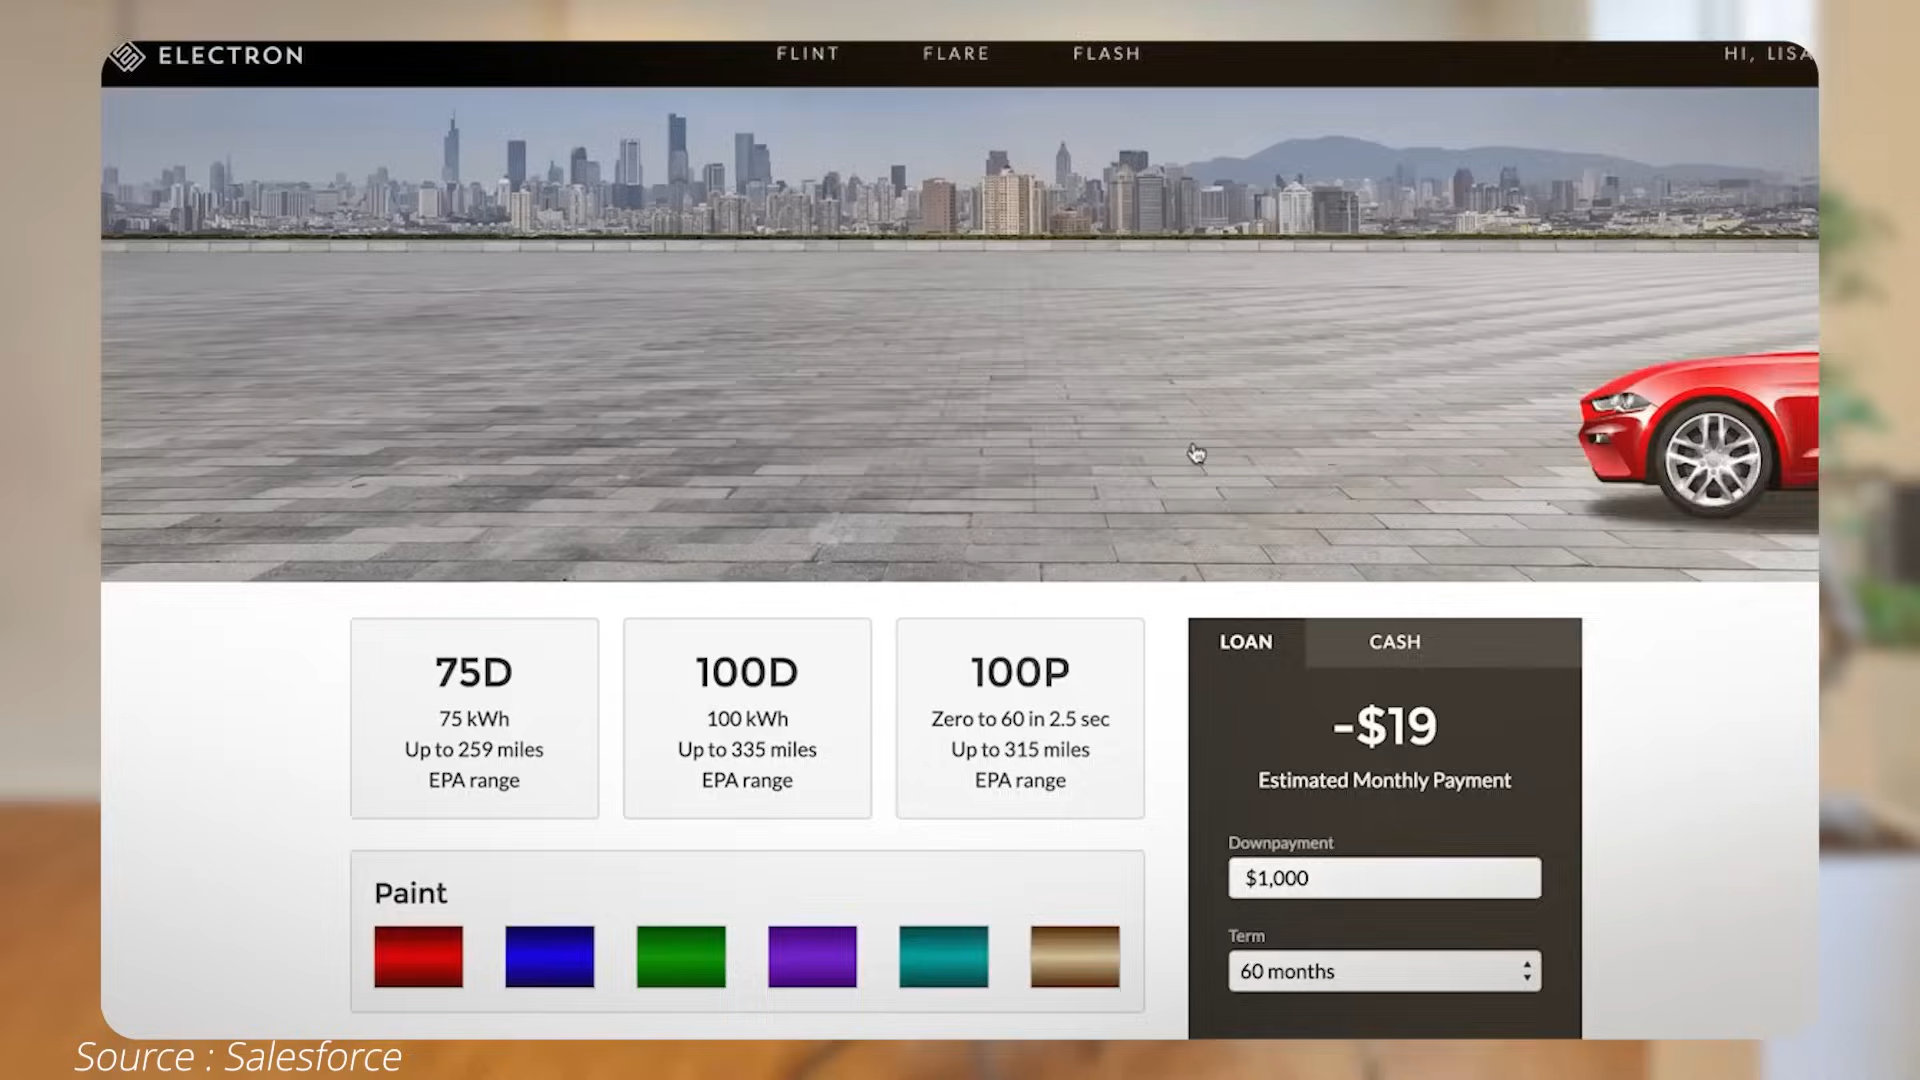 ELECTRON
FLINT
FLARE
FLASH
HI, LISA
75D
75 kWh
Up to 259 miles
EPA range
100D
100 kWh
Up to 335 miles
EPA range
100P
Zero to 60 in 2.5 sec
Up to 315 miles
EPA range
LOAN
CASH
-$19
Estimated Monthly Payment
Downpayment
$1,000
Term
60 months
Paint
Source : Salesforce